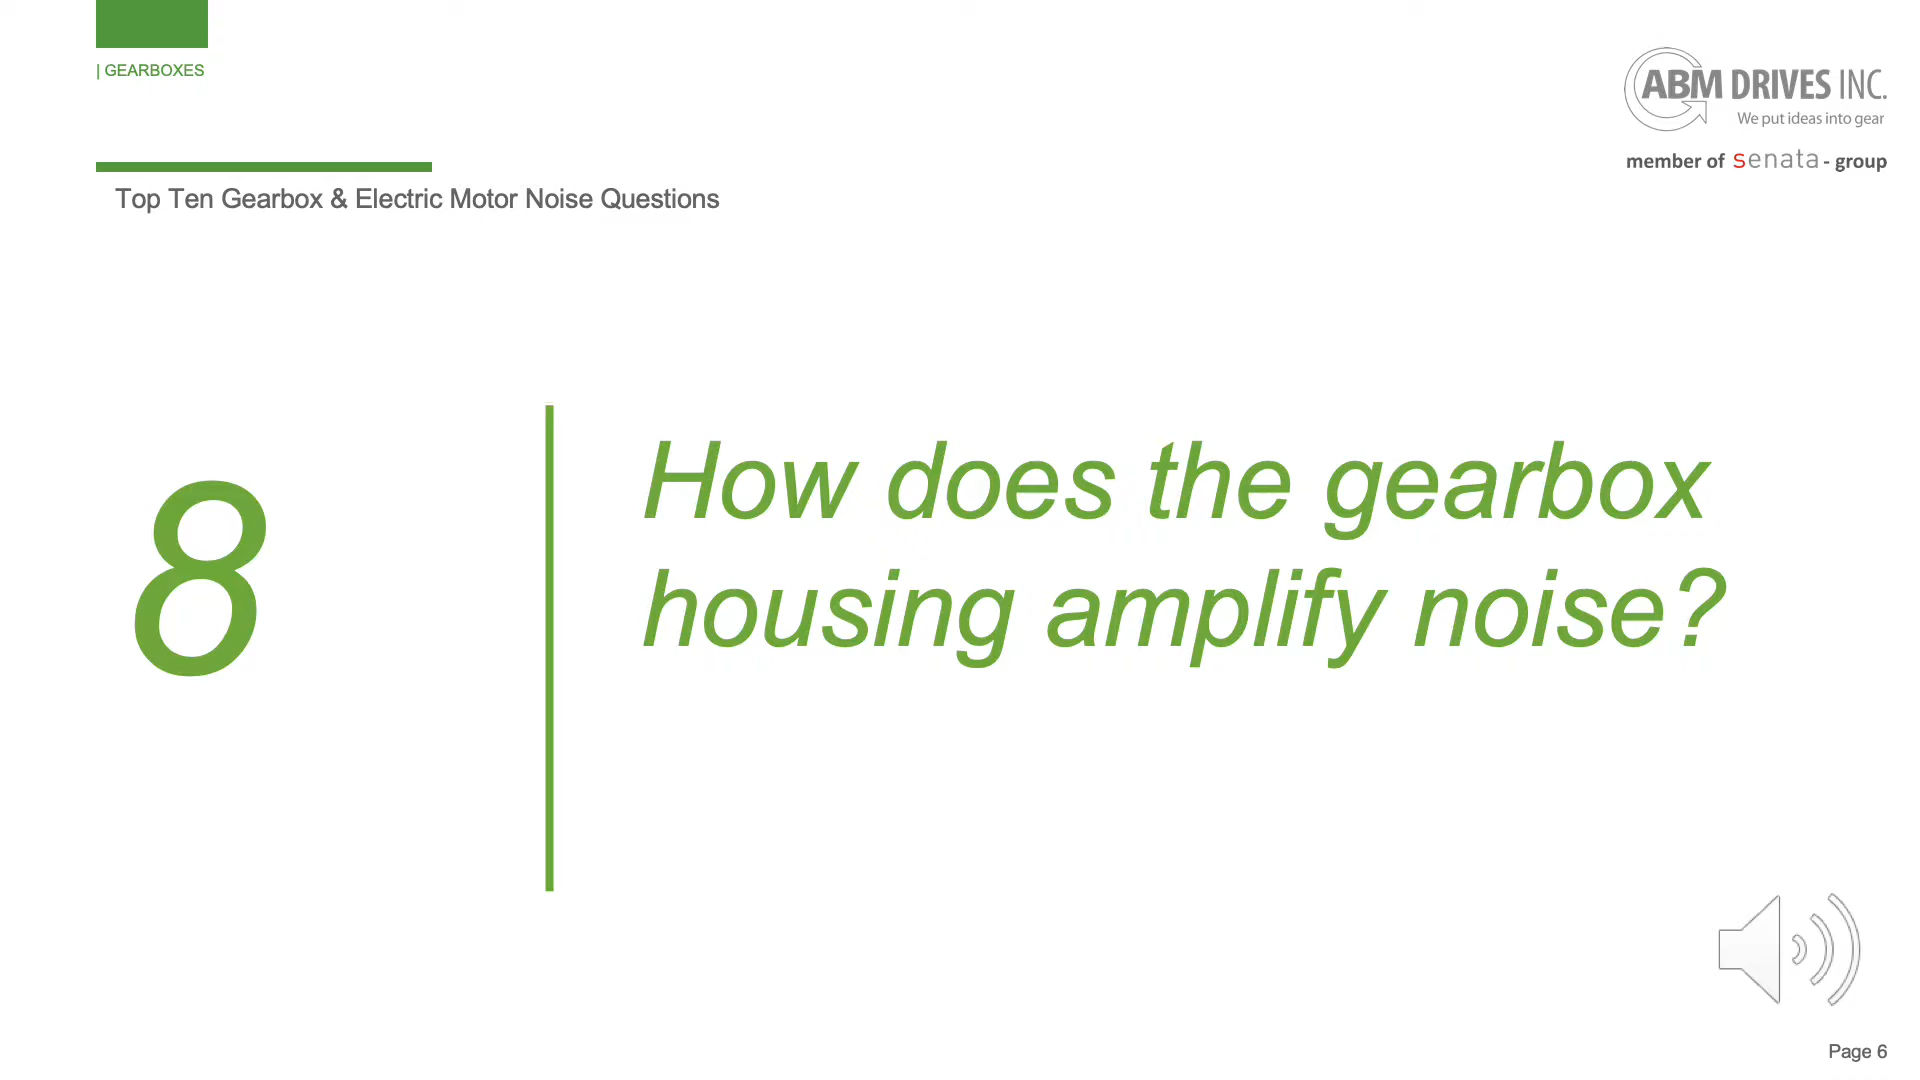 | GEARBOXES
ABM DRIVES INC.
We put ideas into gear
member of senata - group
Top Ten Gearbox & Electric Motor Noise Questions
8
How does the gearbox
housing amplify noise?
Page 6